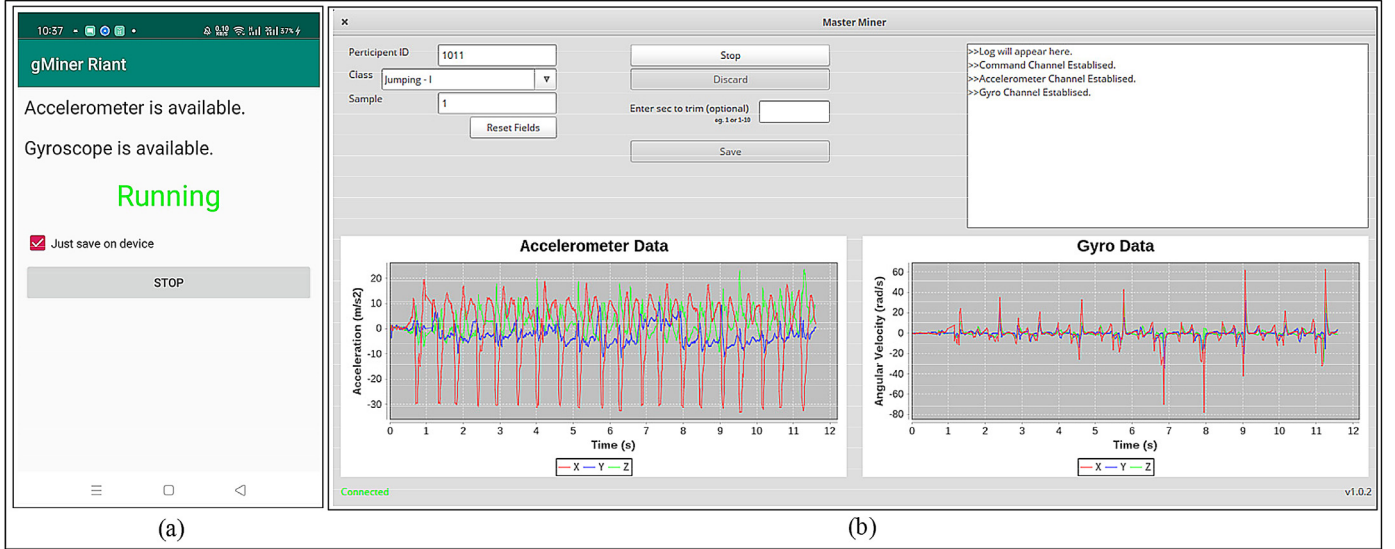 10:37
0.10
KB/S
37%
gMiner Riant
Accelerometer is available.
Gyroscope is available.
Running
Just save on device
STOP
(a)
×
Master Miner
Perticipent ID
1011
Class
Jumping - I
Sample
1
Reset Fields
Stop
Discard
Enter sec to trim (optional)
eg. 1 or 1-10
Save
>>Log will appear here.
>>Command Channel Establised.
>>Accelerometer Channel Establised.
>>Gyro Channel Establised.
Accelerometer Data
Acceleration (m/s2)
20
10
0
-10
-20
-30
0 1 2 3 4 5 6 7 8 9 10 11 12
Time (s)
X Y Z
Gyro Data
Angular Veloity (rad/s)
60
40
20
0
-20
-40
-60
-80
0 1 2 3 4 5 6 7 8 9 10 11 12
Time (s)
X Y Z
Connected
v1.0.2
(b)